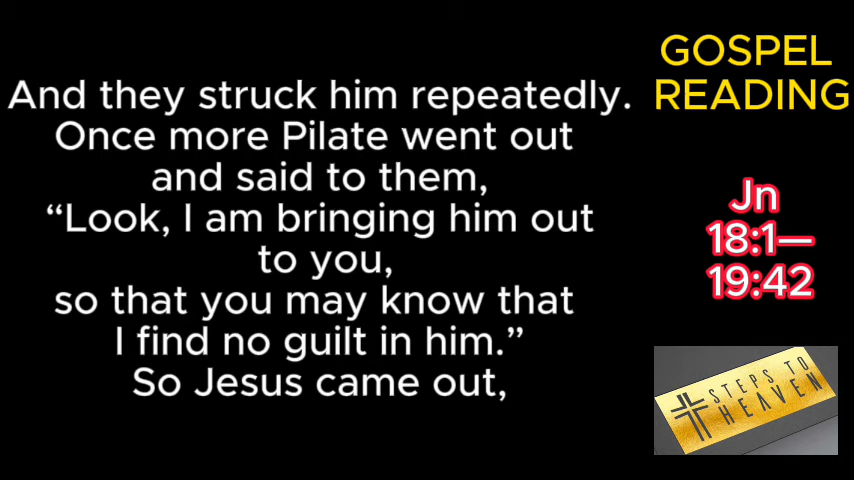 And they struck him repeatedly.
Once more Pilate went out
and said to them,
“Look, I am bringing him out
to you,
so that you may know that
I find no guilt in him.”
So Jesus came out,
GOSPEL
READING
Jn
18:1—
19:42
STEPS TO
HEAVEN